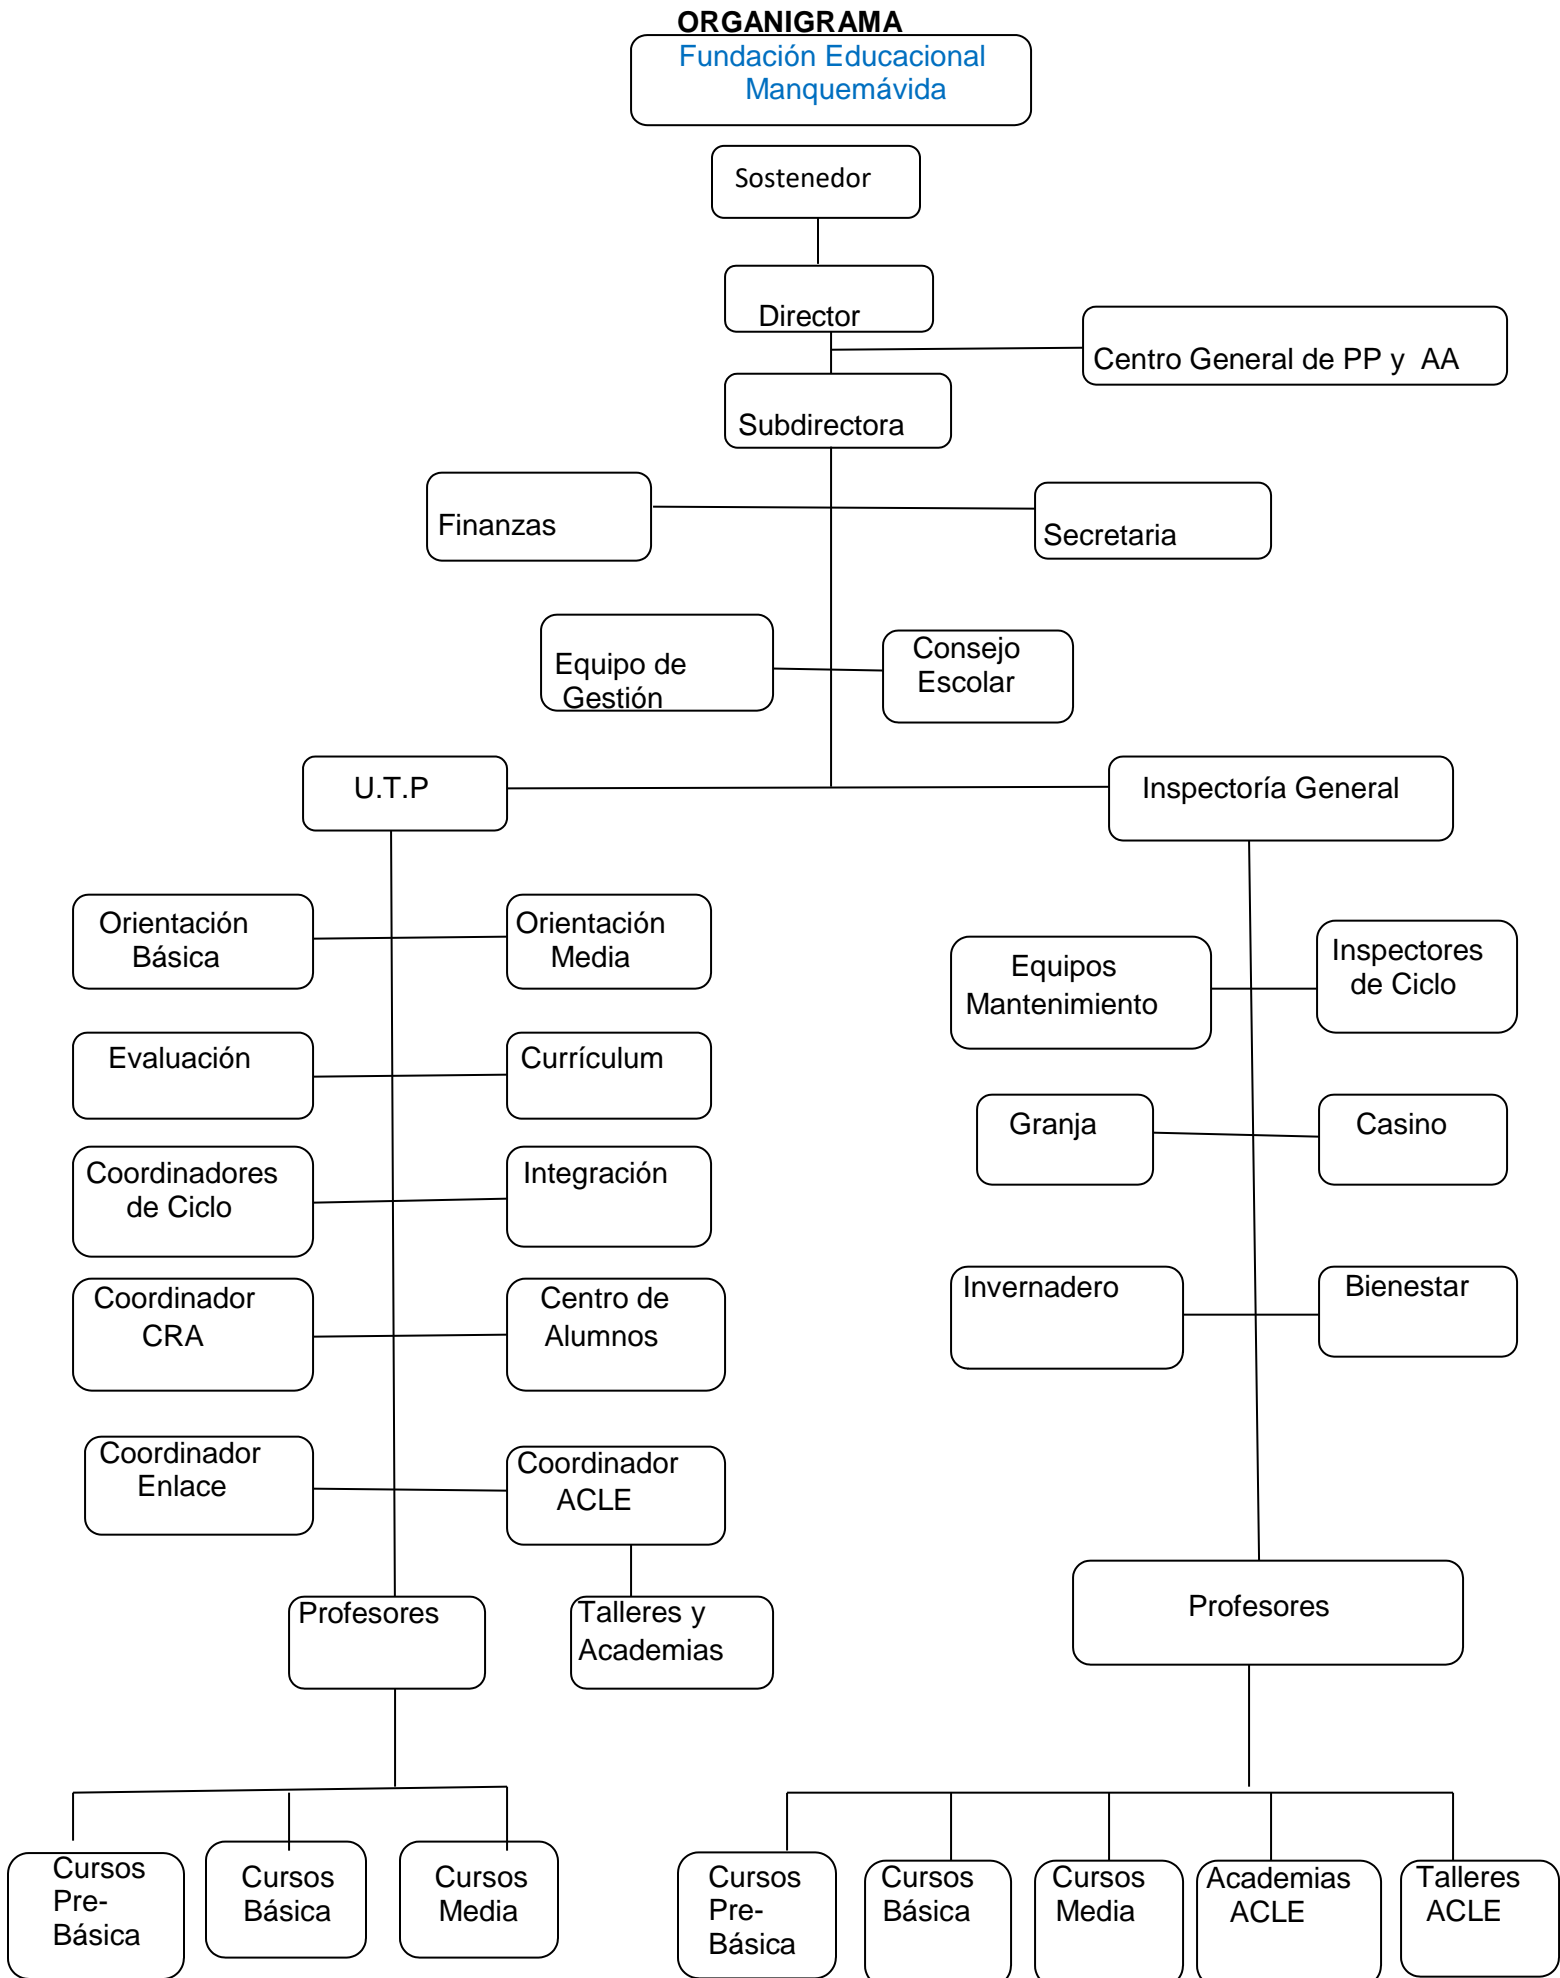 ORGANIGRAMA
Fundación Educacional
Manquemávida
Sostenedor
Director
Centro General de PP y  AA
Subdirectora
Finanzas
Secretaria
Equipo de
Gestión
Consejo
Escolar
U.T.P
Inspectoría General
Orientación
Básica
Orientación
Media
Equipos
Mantenimiento
Inspectores
de Ciclo
Evaluación
Currículum
Granja
Casino
Coordinadores
de Ciclo
Integración
Coordinador
CRA
Centro de
Alumnos
Invernadero
Bienestar
Coordinador
Enlace
Coordinador
ACLE
Profesores
Talleres y
Academias
Profesores
Cursos
Pre-
Básica
Cursos
Básica
Cursos
Media
Cursos
Pre-
Básica
Cursos
Básica
Cursos
Media
Academias
ACLE
Talleres
ACLE